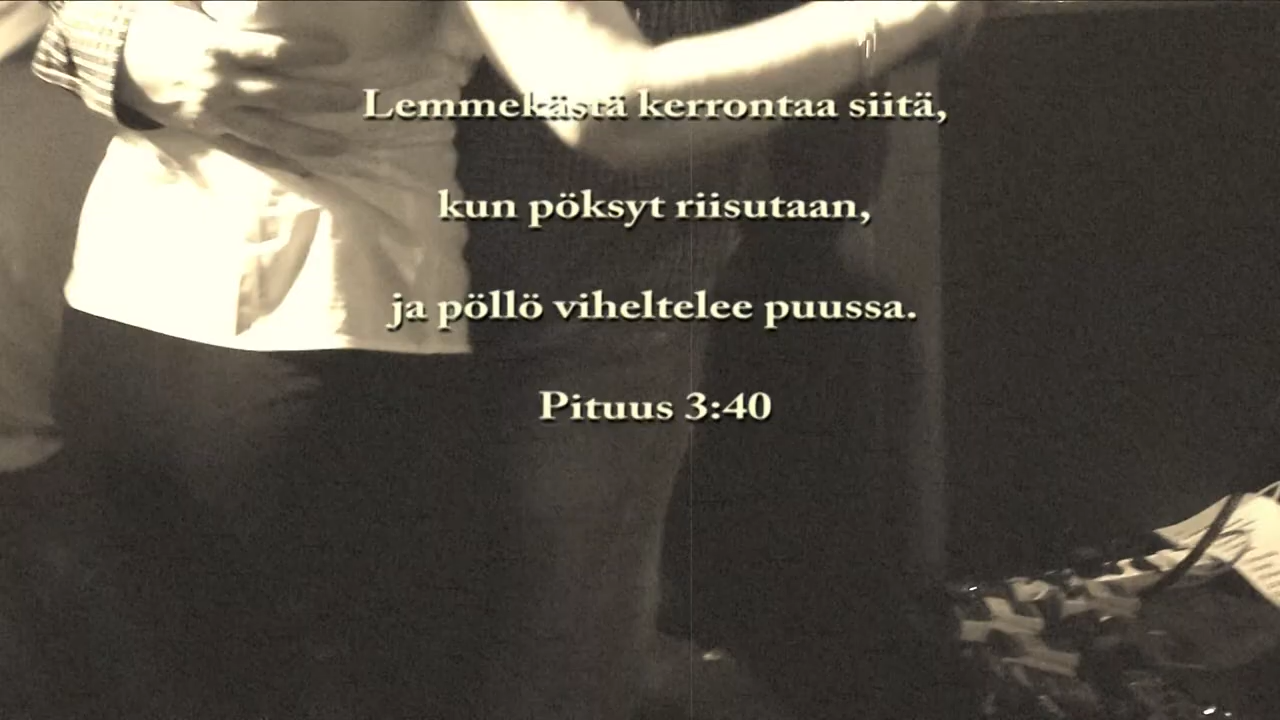 Lemmekästä kerrontaa siitä,
kun pöksyt riisutaan,
ja pöllö viheltelee puussa.
Pituus 3:40